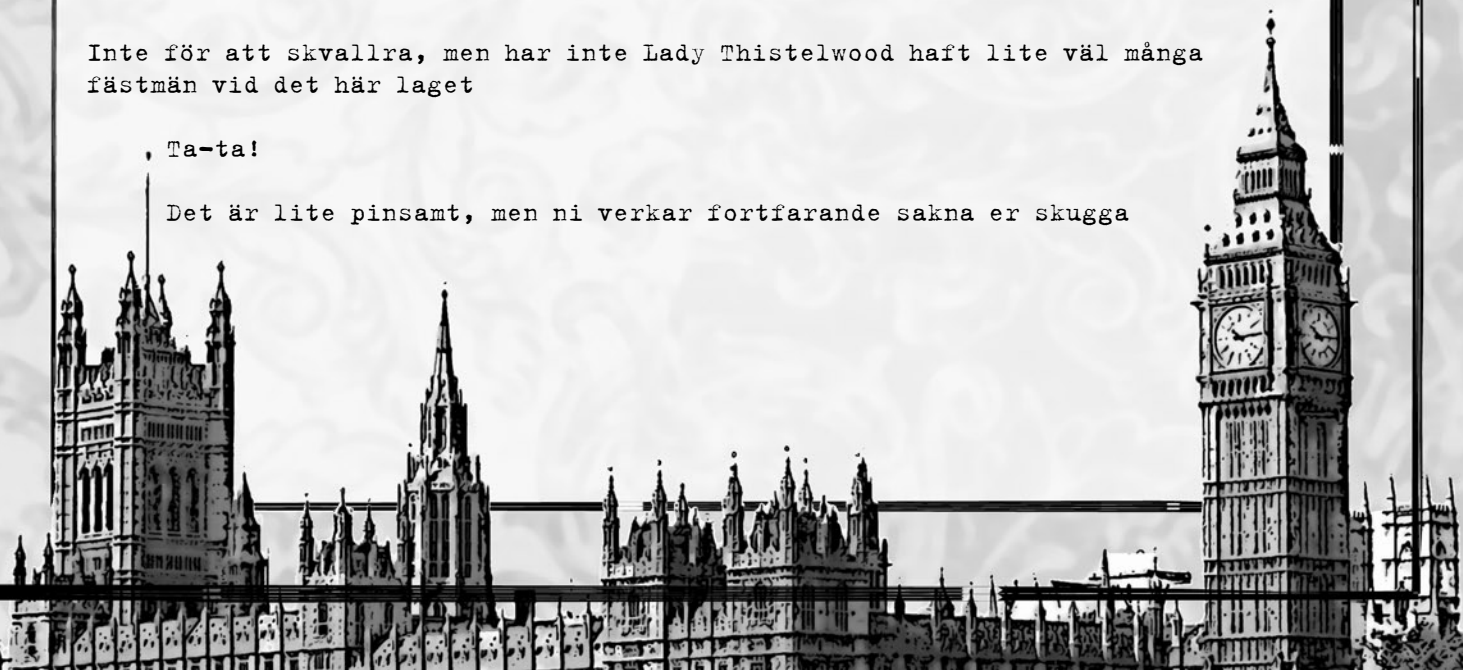 Inte för att skvallra, men har inte Lady Thistelwood haft lite väl många
fästmän vid det här laget
Ta-ta!
Det är lite pinsamt, men ni verkar fortfarande sakna er skugga